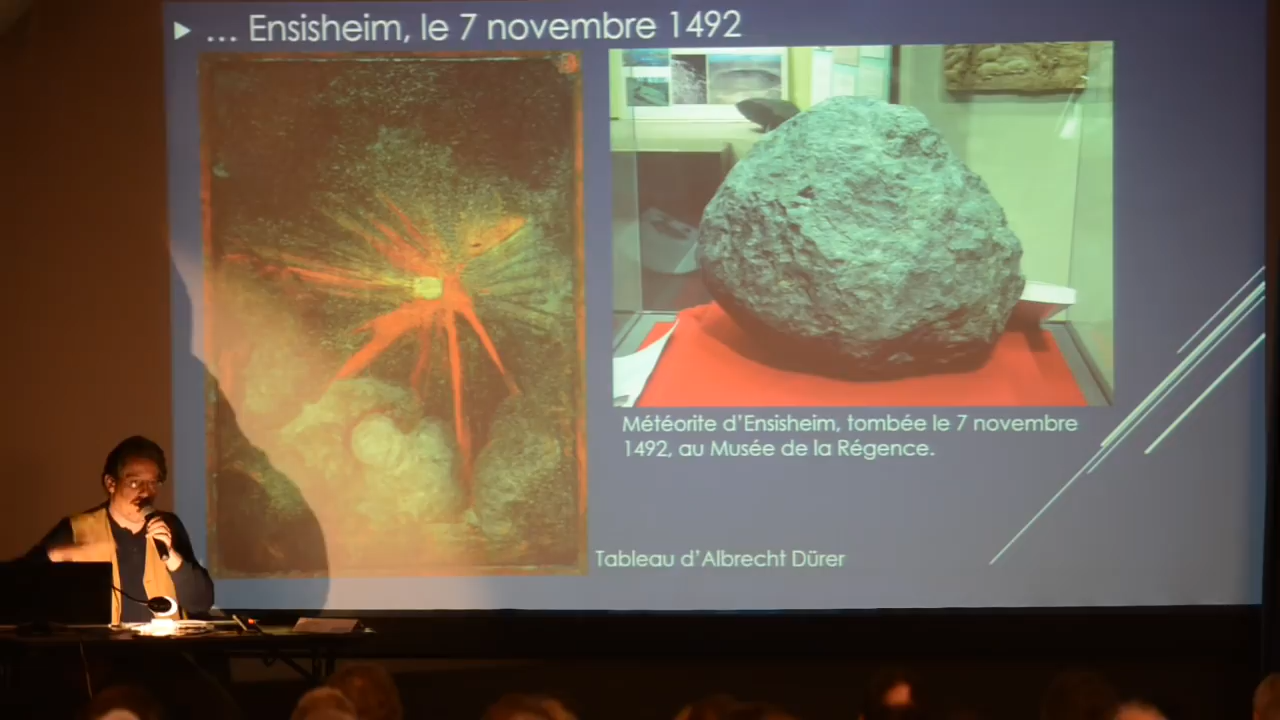 ... Ensisheim, le 7 novembre 1492
Météorite d'Ensisheim, tombée le 7 novembre
1492, au Musée de la Régence.
Tableau d'Albrecht Dürer